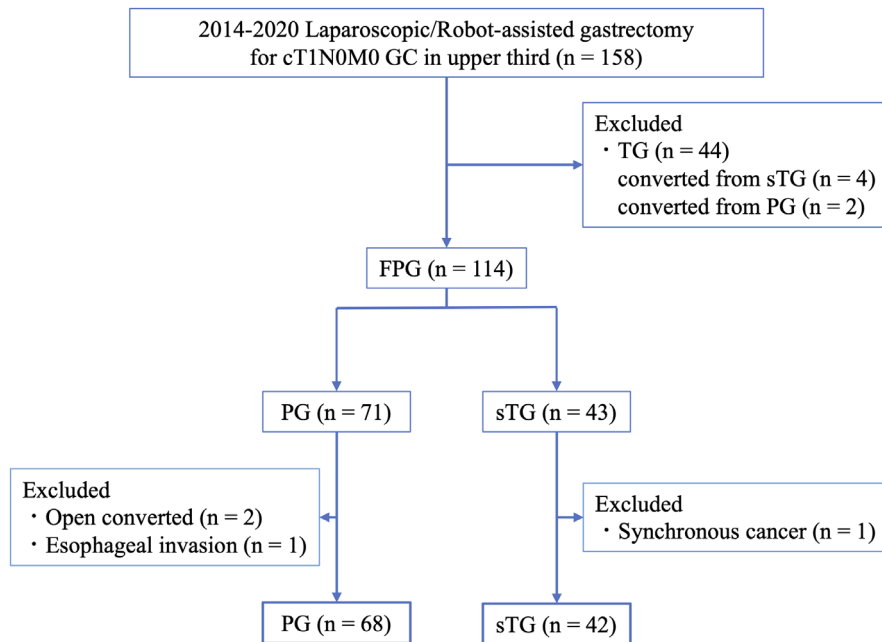 2014-2020 Laparoscopic/Robot-assisted gastrectomy
for cT1N0M0 GC in upper third (n = 158)
Excluded
・TG (n = 44)
converted from sTG (n = 4)
converted from PG (n = 2)
FPG (n = 114)
PG (n = 71)
sTG (n = 43)
Excluded
・Open converted (n = 2)
・Esophageal invasion (n = 1)
Excluded
・Synchronous cancer (n = 1)
PG (n = 68)
sTG (n = 42)